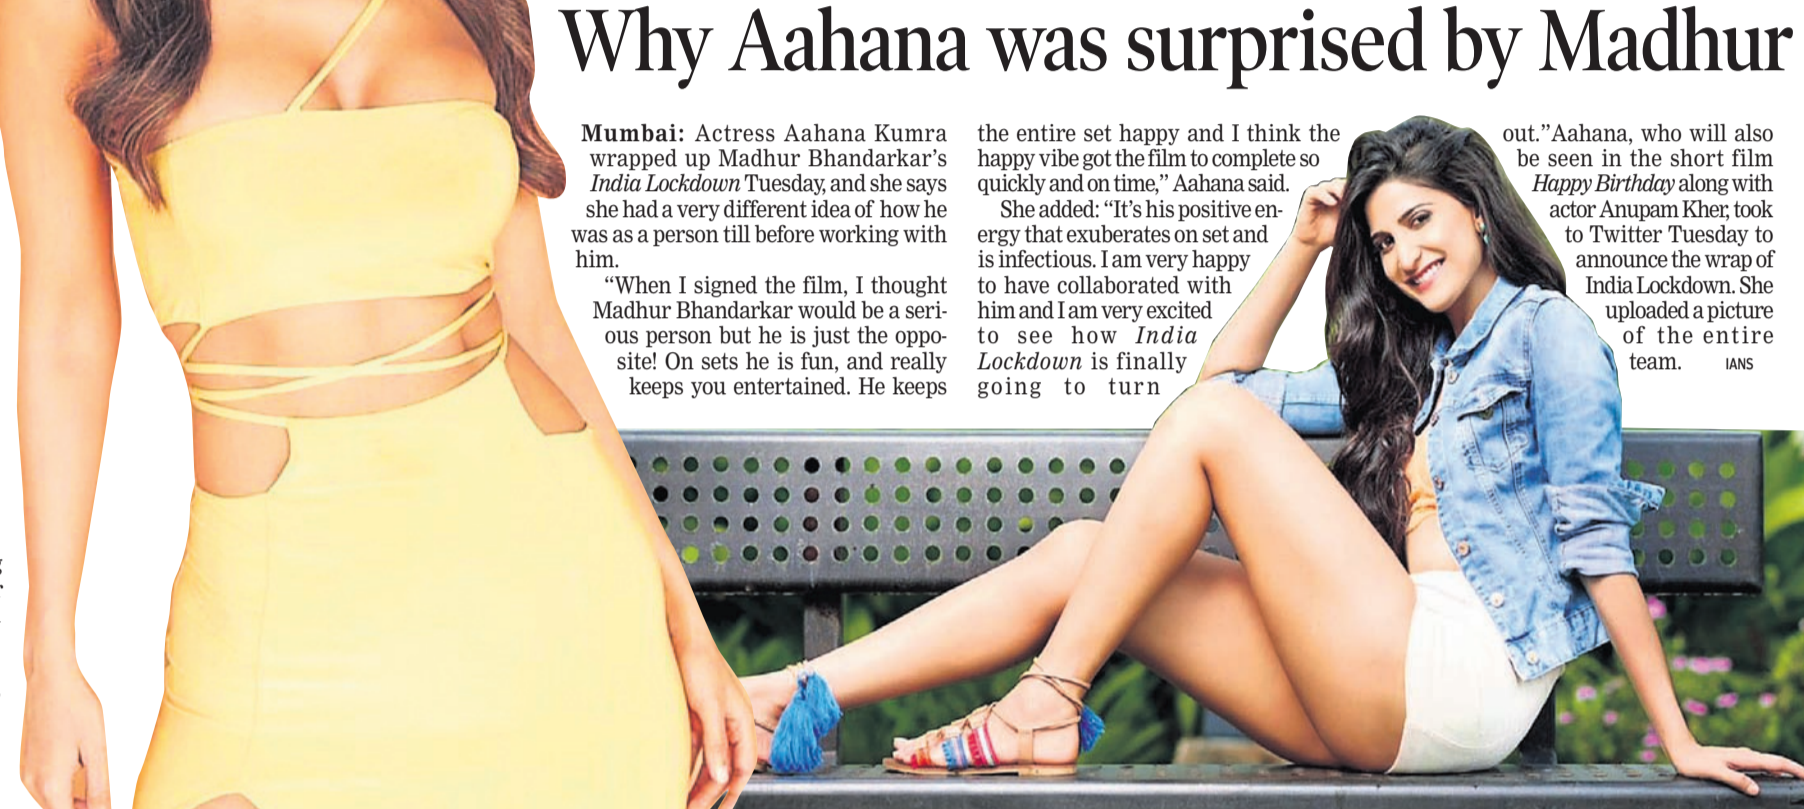 Why Aahana was surprised by Madhur
Mumbai: Actress Aahana Kumra
wrapped up Madhur Bhandarkar’s
India Lockdown Tuesday, and she says
she had a very different idea of how he
was as a person till before working with
him.
“When I signed the film, I thought
Madhur Bhandarkar would be a seri-
ous person but he is just the oppo-
site! On sets he is fun, and really
keeps you entertained. He keeps
the entire set happy and I think the
happy vibe got the film to complete so
quickly and on time,” Aahana said.
She added: “It’s his positive en-
ergy that exuberates on set and
is infectious. I am very happy
to have collaborated with
him and I am very excited
to see how India
Lockdown is finally
going to turn
out.”Aahana, who will also
be seen in the short film
Happy Birthday along with
actor Anupam Kher, took
to Twitter Tuesday to
announce the wrap of
India Lockdown. She
uploaded a picture
of the entire
team. IANS